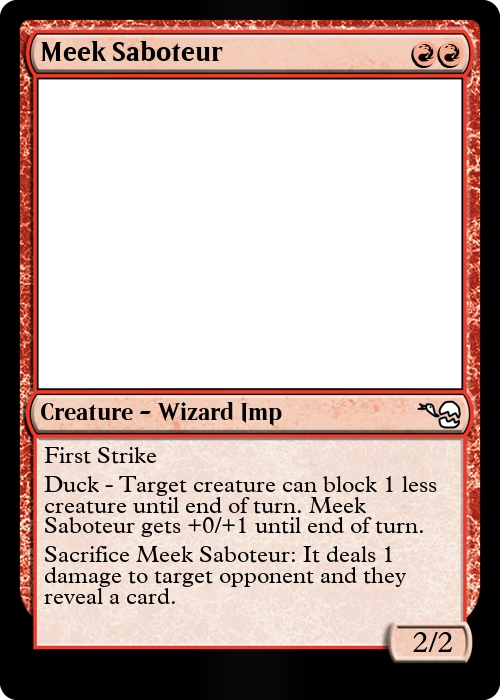 Meek Saboteur
Creature – Wizard Imp
First Strike
Duck - Target creature can block 1 less
creature until end of turn. Meek
Saboteur gets +0/+1 until end of turn.
Sacrifice Meek Saboteur: It deals 1
damage to target opponent and they
reveal a card.
2/2